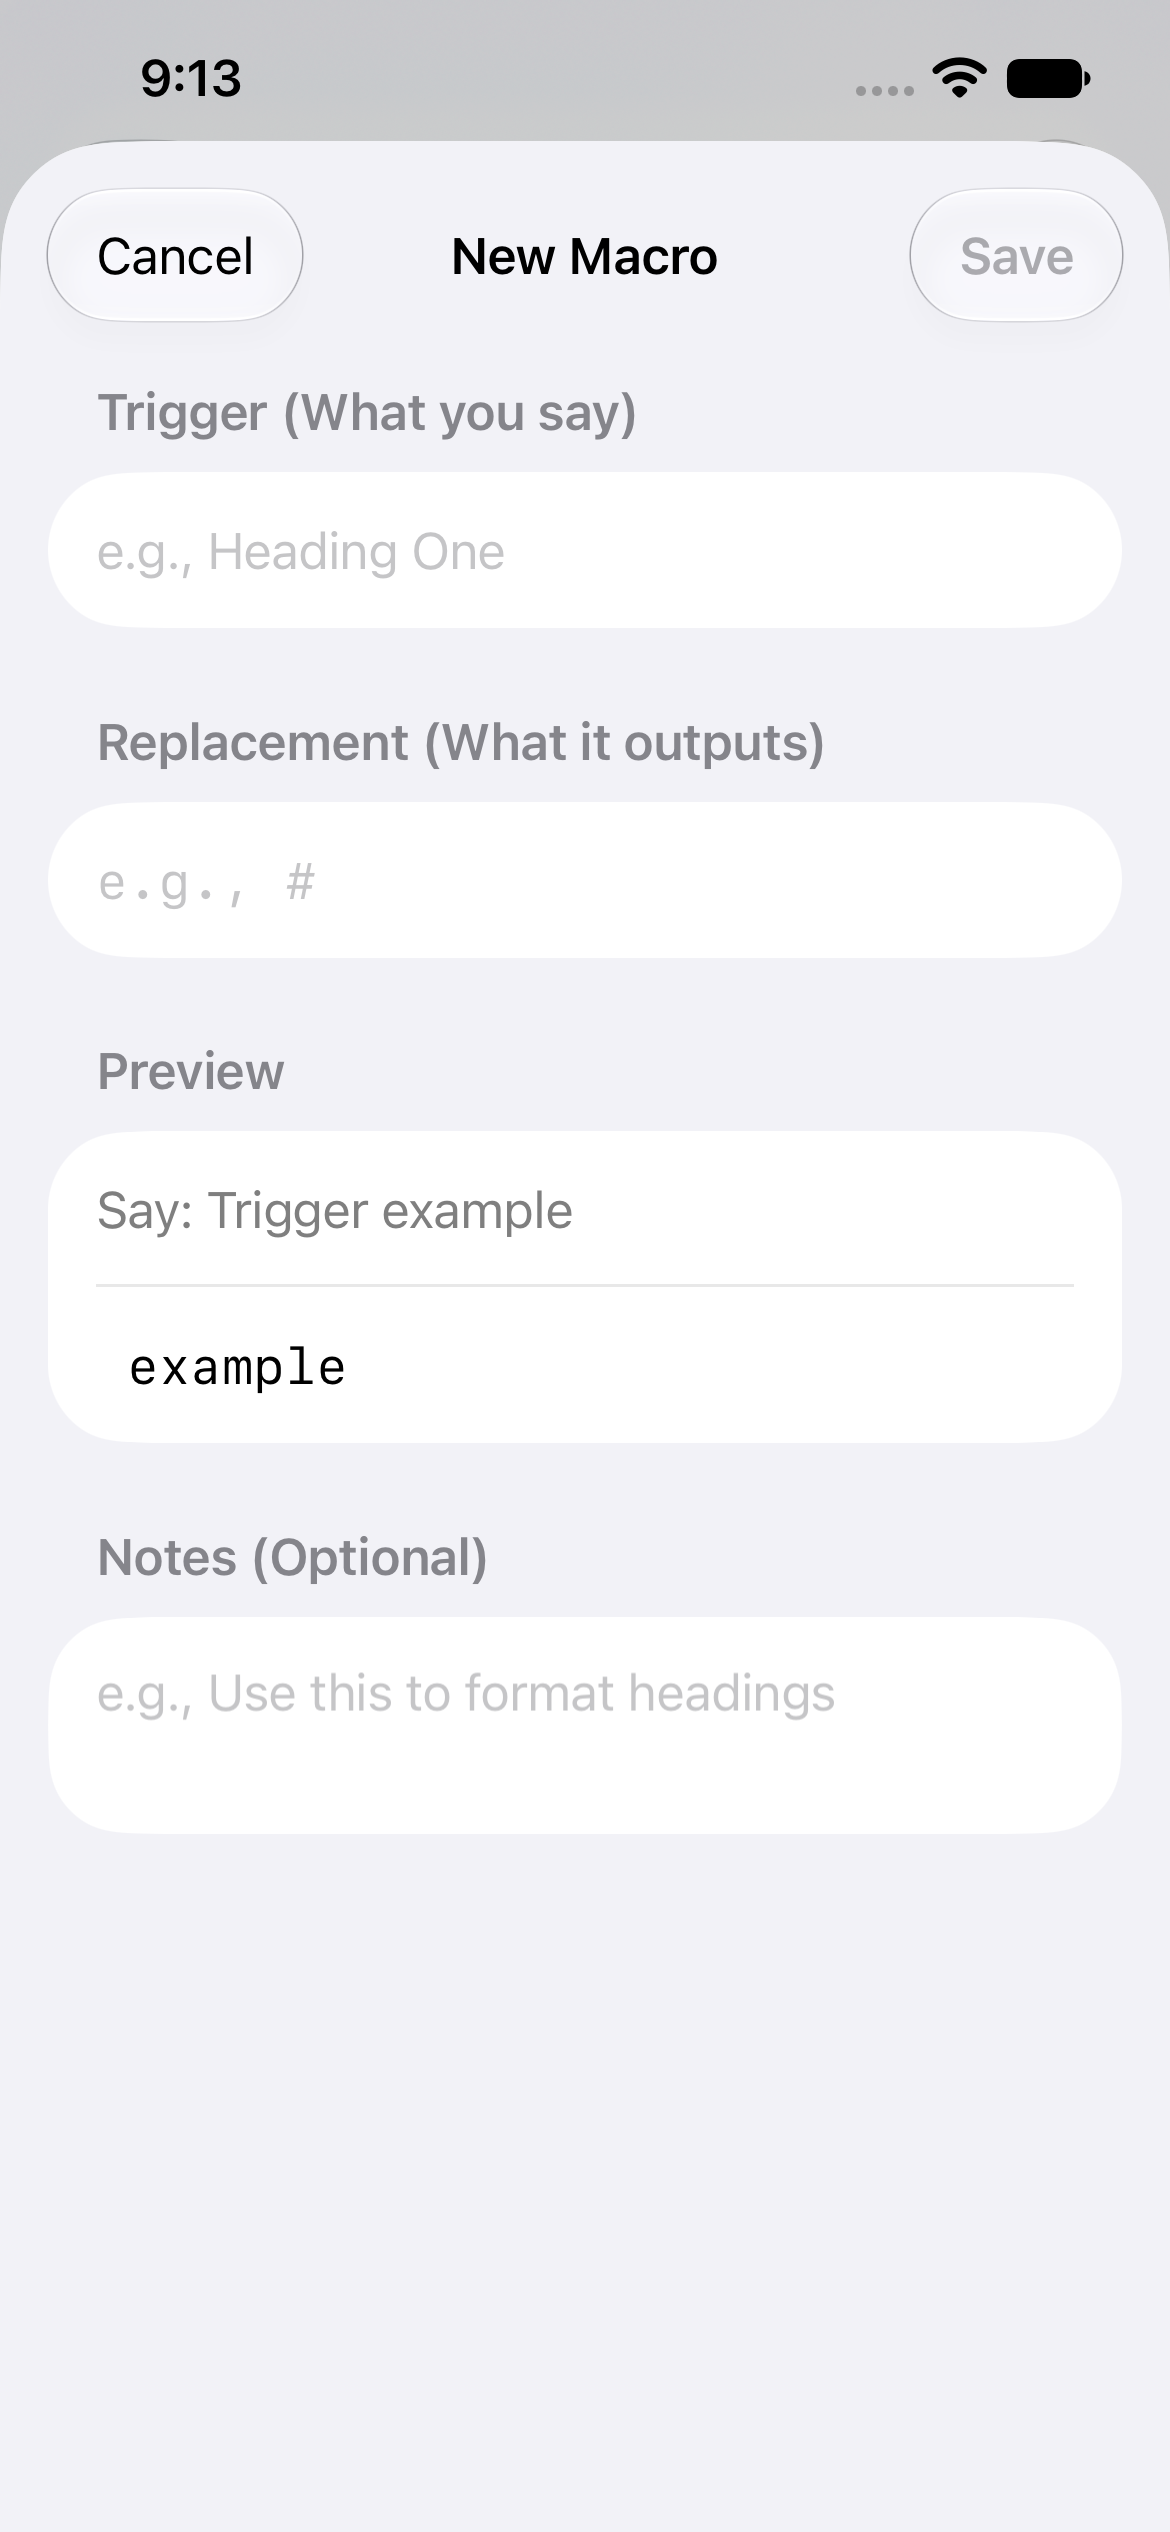 9:13
Cancel
New Macro
Save
Trigger (What you say)
e.g., Heading One
Replacement (What it outputs)
e.g., #
Preview
Say: Trigger example
example
Notes (Optional)
e.g., Use this to format headings